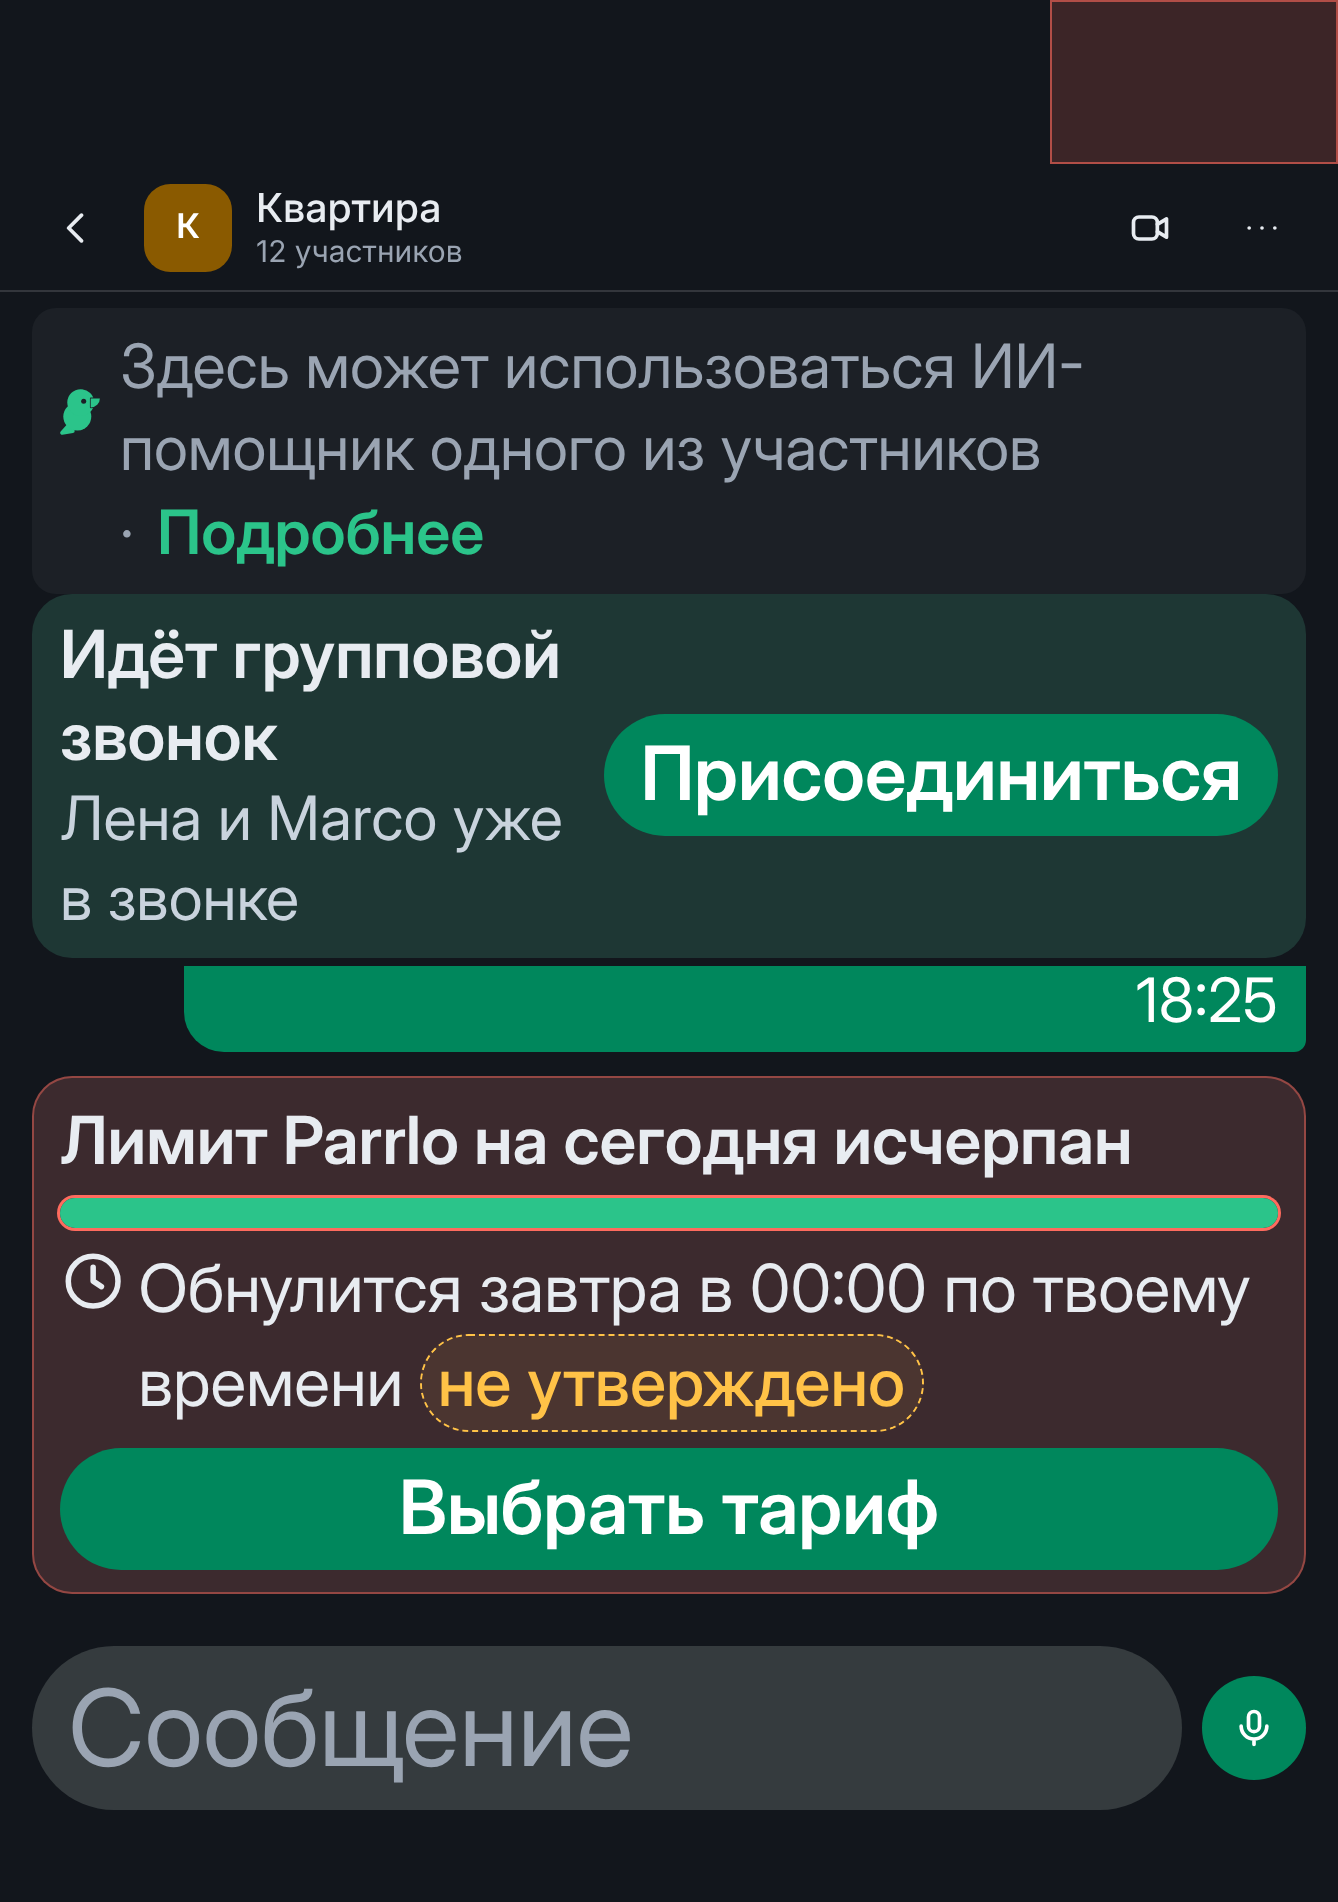 К
Квартира
12 участников
Здесь может использоваться ИИ-
помощник одного из участников
· Подробнее
Идёт групповой
звонок
Лена и Marco уже
в звонке
Присоединиться
18:25
Лимит Parrlo на сегодня исчерпан
Обнулится завтра в 00:00 по твоему
времени не утверждено
Выбрать тариф
Сообщение